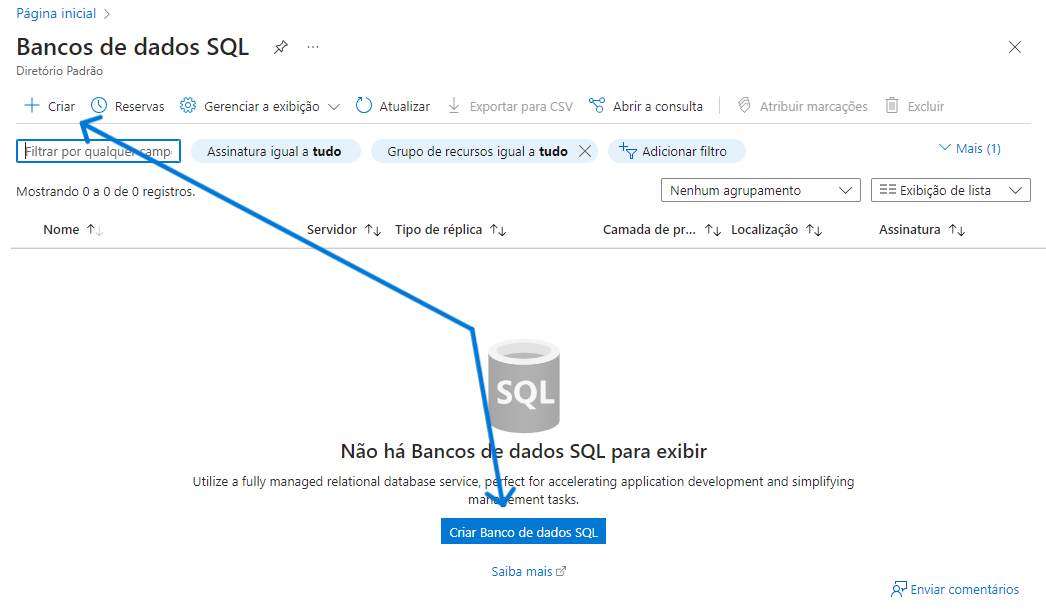 Página inicial
Bancos de dados SQL
Diretório Padrão
Criar Reservas Gerenciar a exibição Atualizar Exportar para CSV Abrir a consulta Atribuir marcações Excluir
Filtrar por qualquer camp Assinatura igual a tudo Grupo de recursos igual a tudo Adicionar filtro Mais (1)
Mostrando 0 a 0 de 0 registros. Nenhum agrupamento Exibição de lista
Nome Servidor Tipo de réplica Camada de pr... Localização Assinatura
SQL
Não há Bancos de dados SQL para exibir
Utilize a fully managed relational database service, perfect for accelerating application development and simplifying
management tasks.
Criar Banco de dados SQL
Saiba mais
Enviar comentários